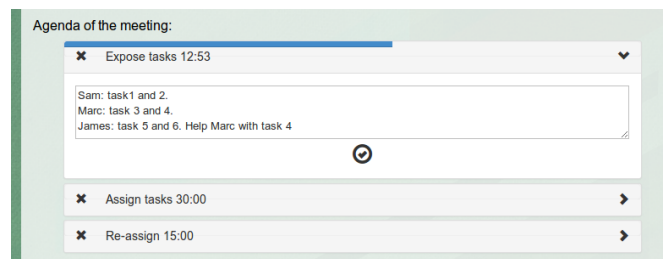 Agenda of the meeting:
Expose tasks 12:53
Sam: task1 and 2.
Marc: task 3 and 4.
James: task 5 and 6. Help Marc with task 4
Assign tasks 30:00
Re-assign 15:00